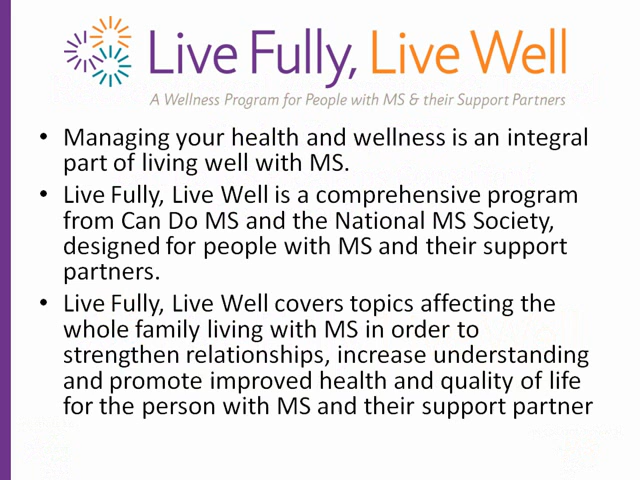 Live Fully, Live Well
A Wellness Program for People with MS & their Support Partners
• Managing your health and wellness is an integral
part of living well with MS.
• Live Fully, Live Well is a comprehensive program
from Can Do MS and the National MS Society,
designed for people with MS and their support
partners.
• Live Fully, Live Well covers topics affecting the
whole family living with MS in order to
strengthen relationships, increase understanding
and promote improved health and quality of life
for the person with MS and their support partner